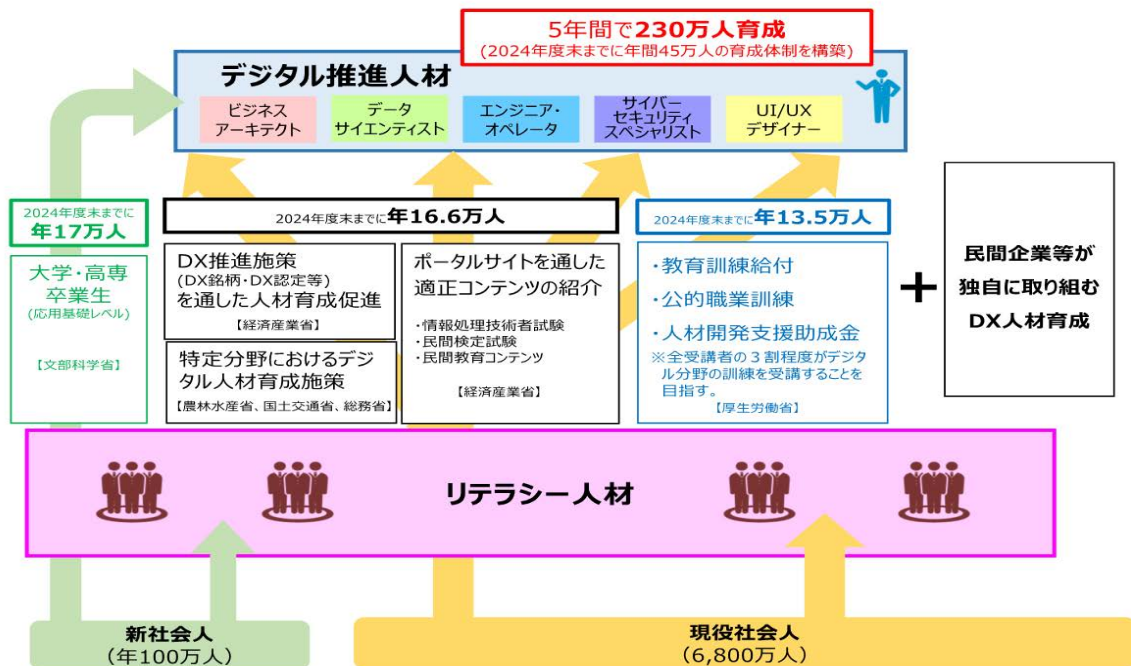 5年間で230万人育成
(2024年度末までに年間45万人の育成体制を構築)
デジタル推進人材
ビジネス
アーキテクト
データ
サイエンティスト
エンジニア・
オペレータ
サイバー
セキュリティ
スペシャリスト
UI/UX
デザイナー
2024年度末までに
年17万人
大学・高専
卒業生
(応用基礎レベル)
【文部科学省】
2024年度末までに年16.6万人
DX推進施策
(DX銘柄・DX認定等)
を通した人材育成促進
【経済産業省】
特定分野におけるデジ
タル人材育成施策
【農林水産省、国土交通省、総務省】
ポータルサイトを通した
適正コンテンツの紹介
・情報処理技術者試験
・民間検定試験
・民間教育コンテンツ
【経済産業省】
2024年度末までに年13.5万人
・教育訓練給付
・公的職業訓練
・人材開発支援助成金
※全受講者の３割程度がデジタ
ル分野の訓練を受講することを
目指す。
【厚生労働省】
+
民間企業等が
独自に取り組む
DX人材育成
リテラシー人材
新社会人
(年100万人)
現役社会人
(6,800万人)